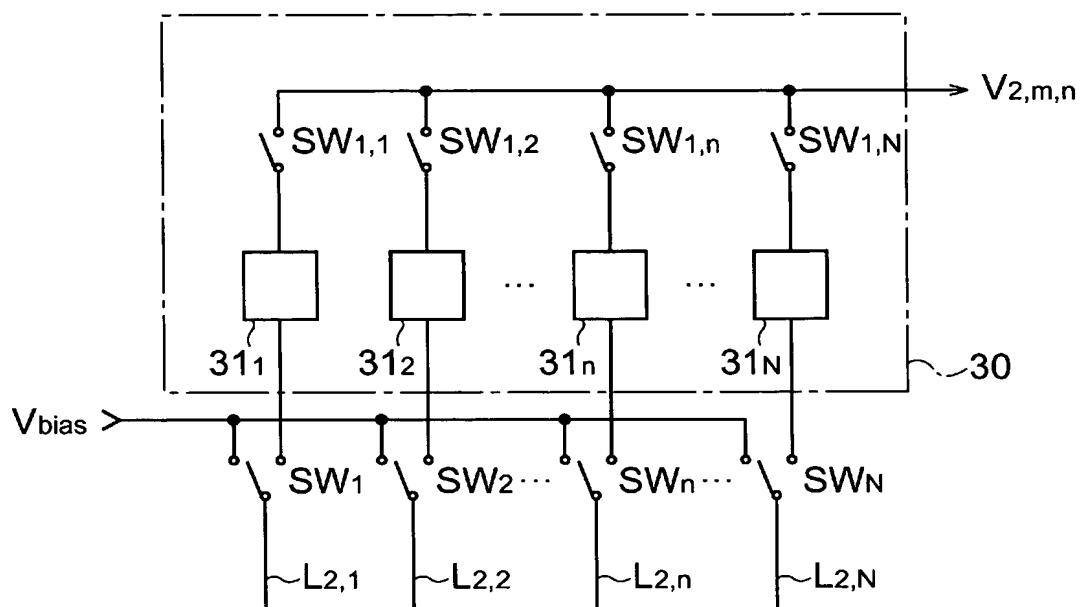 V2,m,n
SW1,1 SW1,2 SW1,n SW1,N
... ...
311 312 31n 31N
30
Vbias
SW1 SW2 ... SWn ... SWN
L2,1 L2,2 L2,n L2,N